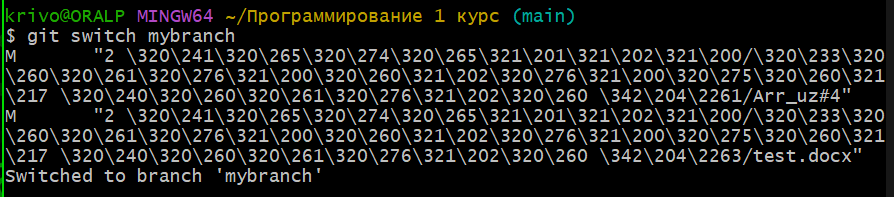 krivo@ORALP MINGW64 ~/Программирование 1 курс (main)
$ git switch mybranch
M       "2 \320\241\320\265\320\274\320\265\321\201\321\202\321\200/\320\233\320
\260\320\261\320\276\321\200\320\260\321\202\320\276\321\200\320\275\320\260\321
\217 \320\240\320\260\320\261\320\276\321\202\320\260 \342\204\2261/Arr_uz#4"
M       "2 \320\241\320\265\320\274\320\265\321\201\321\202\321\200/\320\233\320
\260\320\261\320\276\321\200\320\260\321\202\320\276\321\200\320\275\320\260\321
\217 \320\240\320\260\320\261\320\276\321\202\320\260 \342\204\2263/test.docx"
Switched to branch 'mybranch'